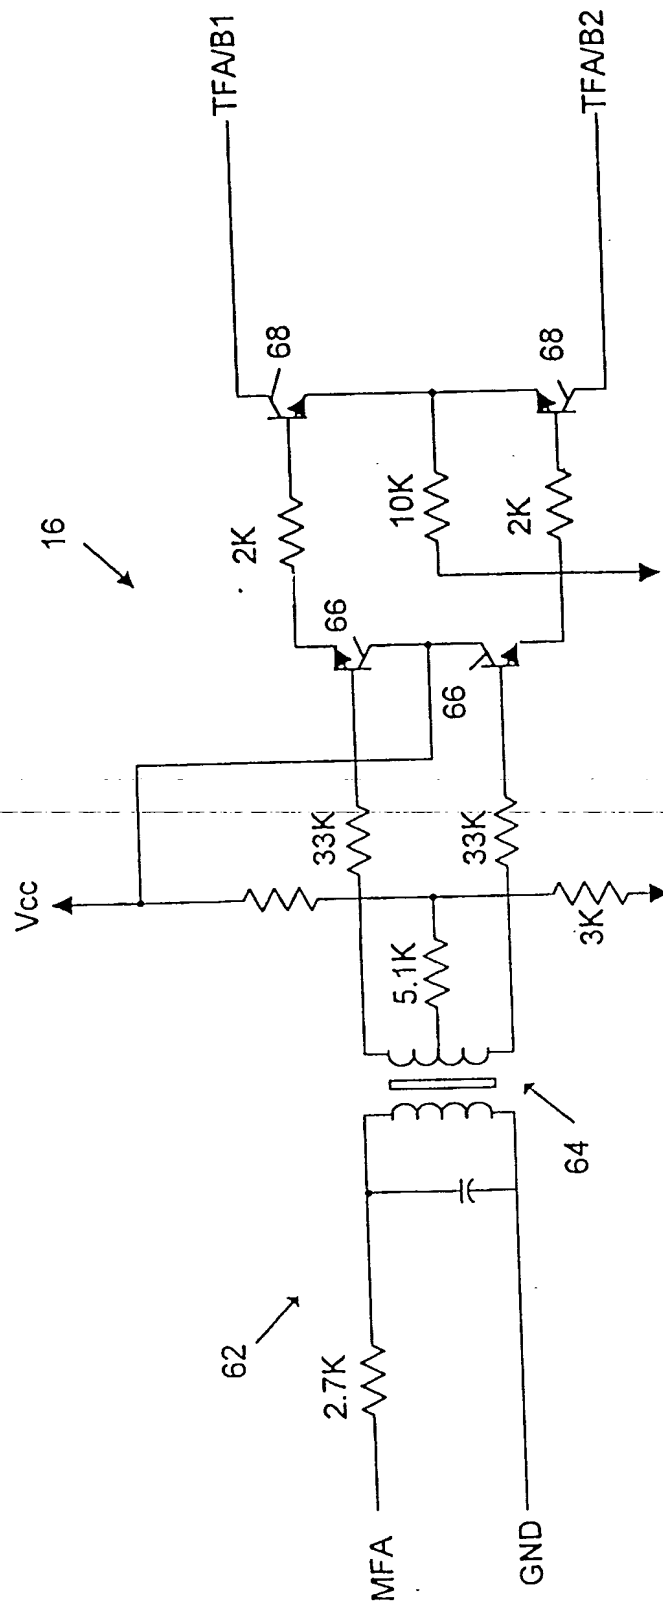 16
Vcc
TFA/B1
62
MFA
2.7K
GND
64
5.1K
3K
33K
33K
66
66
2K
10K
2K
68
68
TFA/B2